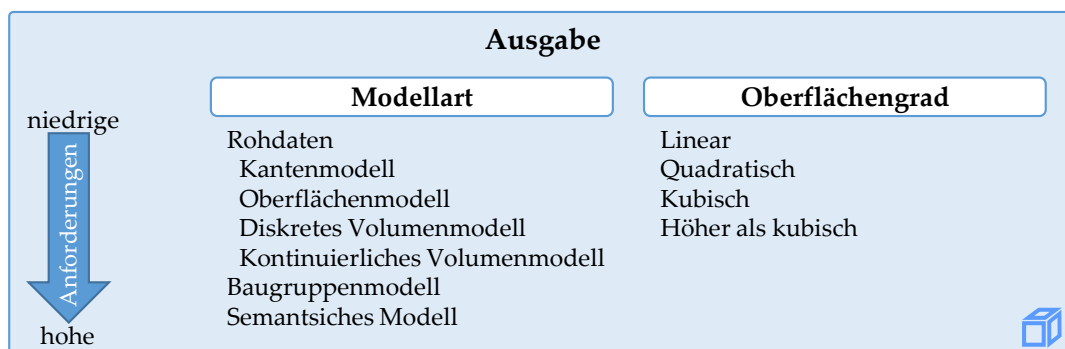 Ausgabe
niedrige
Anforderungen
hohe
Modellart
Rohdaten
Kantenmodell
Oberflächenmodell
Diskretes Volumenmodell
Kontinuierliches Volumenmodell
Baugruppenmodell
Semantsiches Modell
Oberflächengrad
Linear
Quadratisch
Kubisch
Höher als kubisch